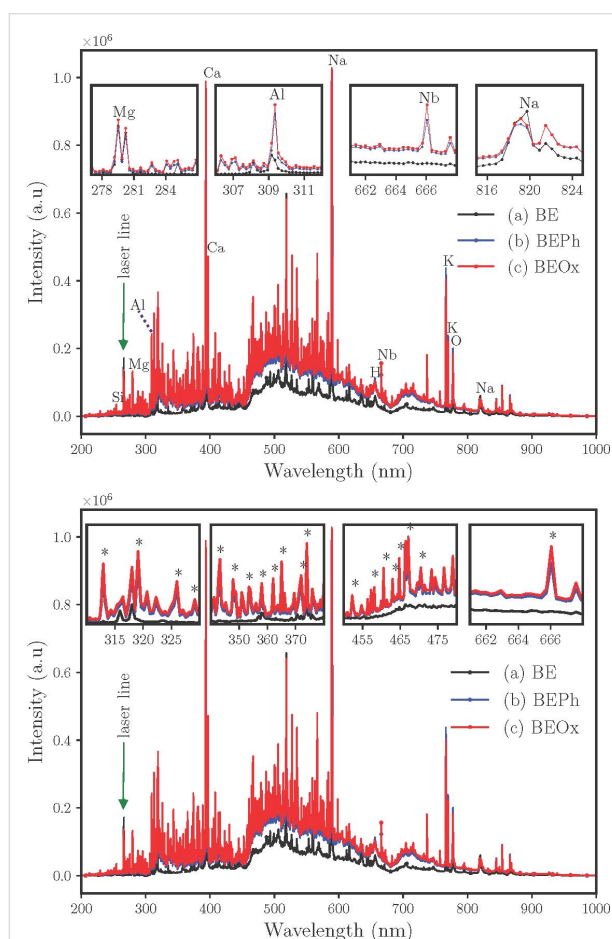 ×10⁶
1.0
0.8
0.6
0.4
0.2
0.0
Intensity (a.u)
Ca
Na
Mg
278 281 284
Al
307 309 311
Nb
662 664 666
Na
816 820 824
(a) BE
(b) BEPh
(c) BEOx
laser line
Ca
Al
Si
Mg
H
Nb
K
K
O
Na
200 300 400 500 600 700 800 900 1000
Wavelength (nm)
×10⁶
1.0
0.8
0.6
0.4
0.2
0.0
Intensity (a.u)
* * * *
315 320 325
* * * * * * * *
350 360 370
* * * * * * *
455 465 475
*
662 664 666
(a) BE
(b) BEPh
(c) BEOx
laser line
200 300 400 500 600 700 800 900 1000
Wavelength (nm)